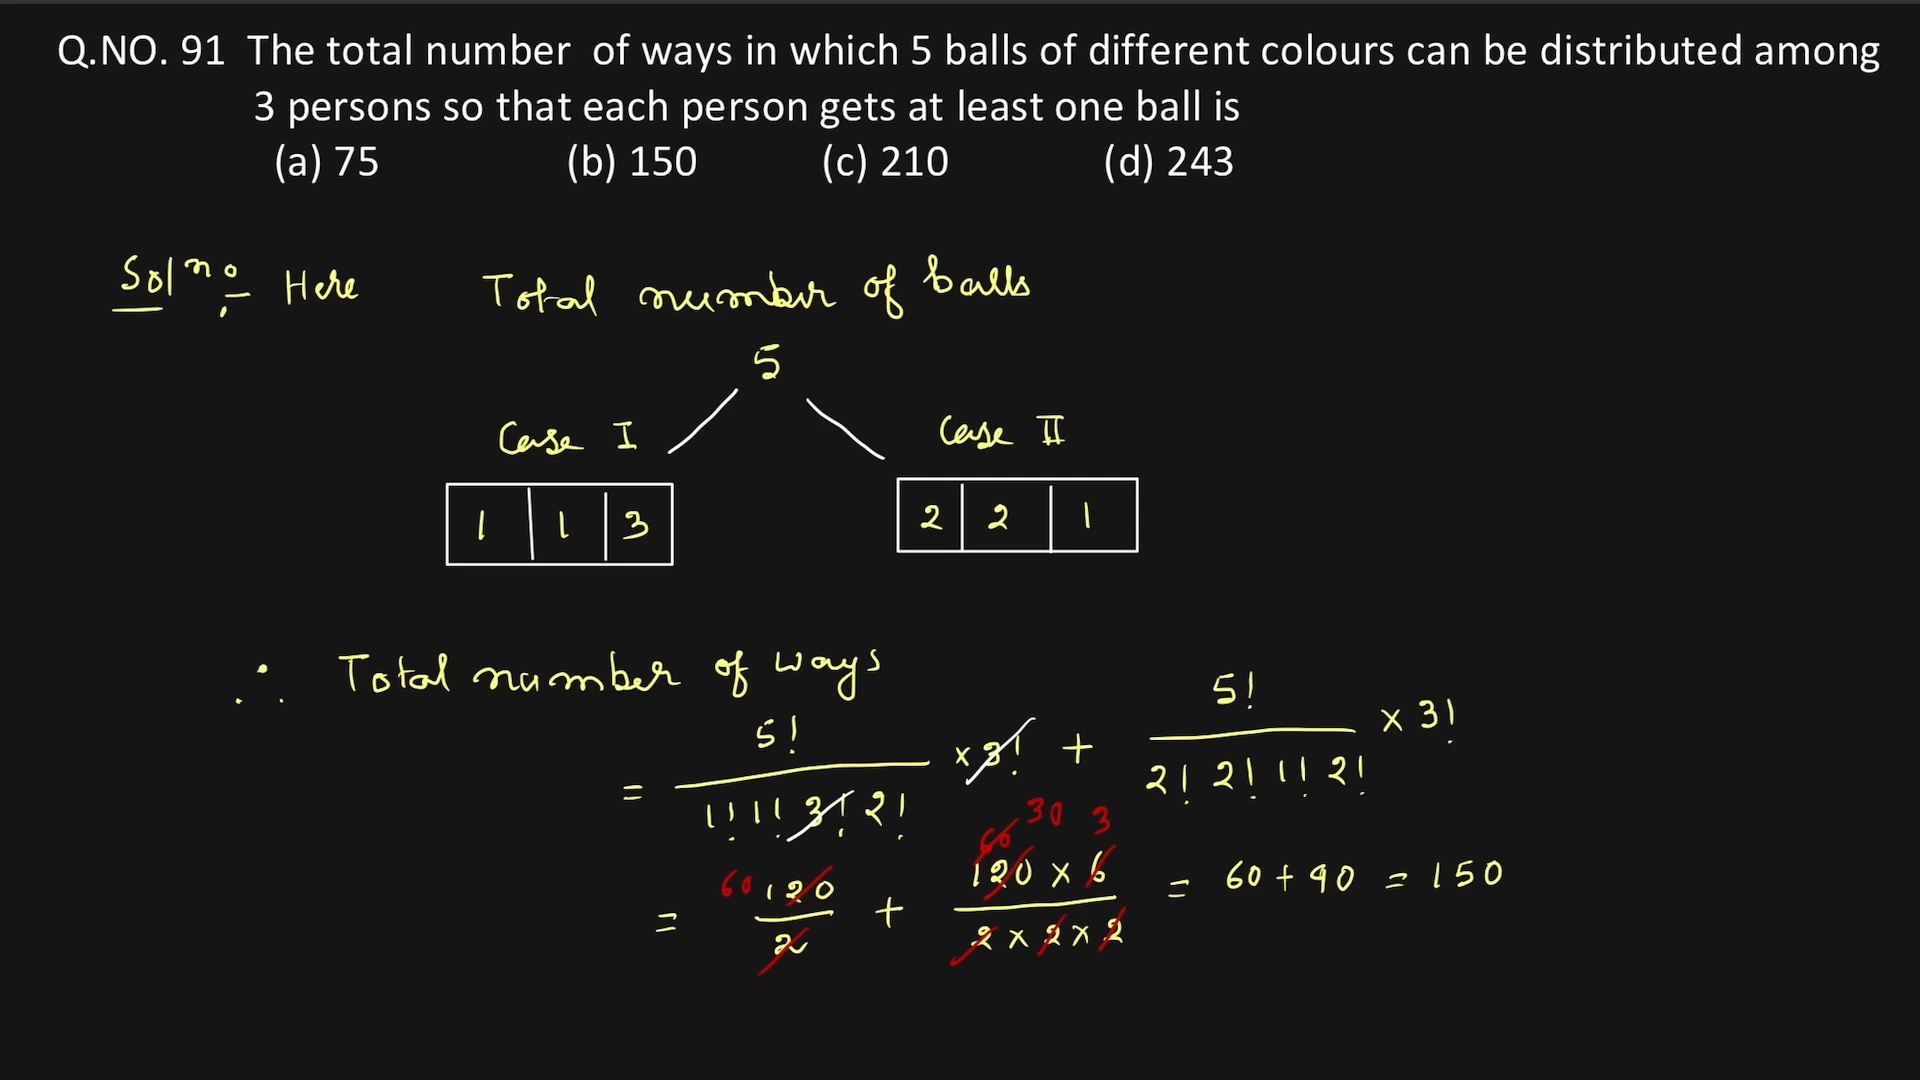 Q.NO. 91 The total number of ways in which 5 balls of different colours can be distributed among
3 persons so that each person gets at least one ball is
(a) 75 (b) 150 (c) 210 (d) 243
Solⁿ:- Here Total number of balls
5
Case I Case II
1 1 3 2 2 1
∴ Total number of ways
= 5!/(1! 1! 3! 2!) × 3! + 5!/(2! 2! 1! 2!) × 3!
60 60 30 3
= 120/2 + (120 × 6)/(2 × 2 × 2) = 60 + 90 = 150